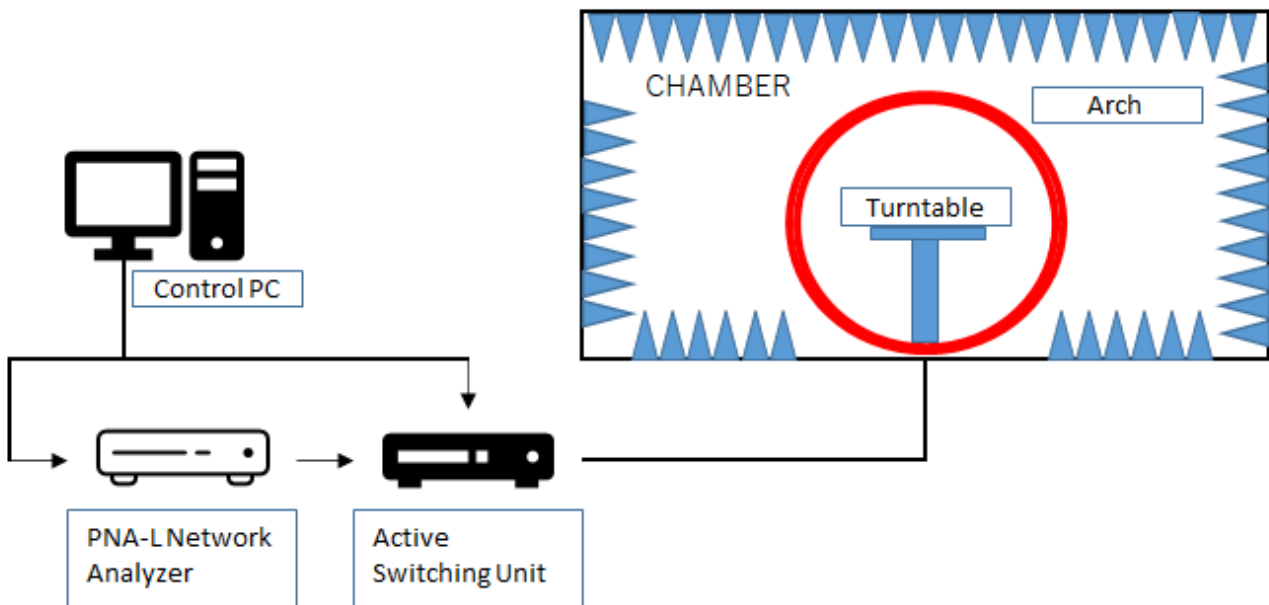 CHAMBER
Arch
Turntable
Control PC
PNA-L Network
Analyzer
Active
Switching Unit